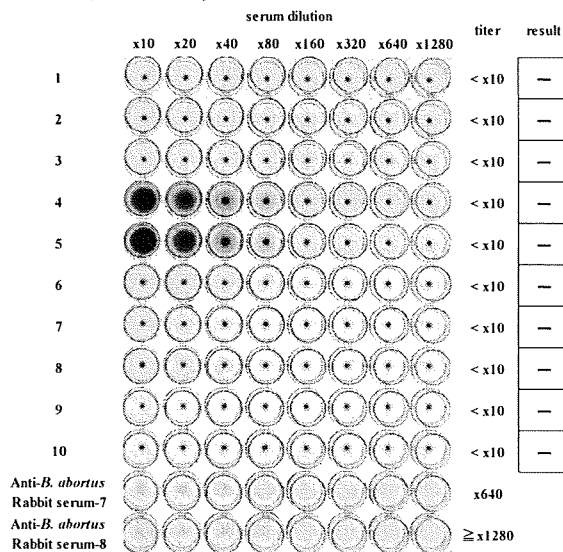 serum dilution
x10 x20 x40 x80 x160 x320 x640 x1280 titer result
1 < x10 —
2 < x10 —
3 < x10 —
4 < x10 —
5 < x10 —
6 < x10 —
7 < x10 —
8 < x10 —
9 < x10 —
10 < x10 —
Anti-B. abortus
Rabbit serum-7 x640
Anti-B. abortus
Rabbit serum-8 ≧ x1280